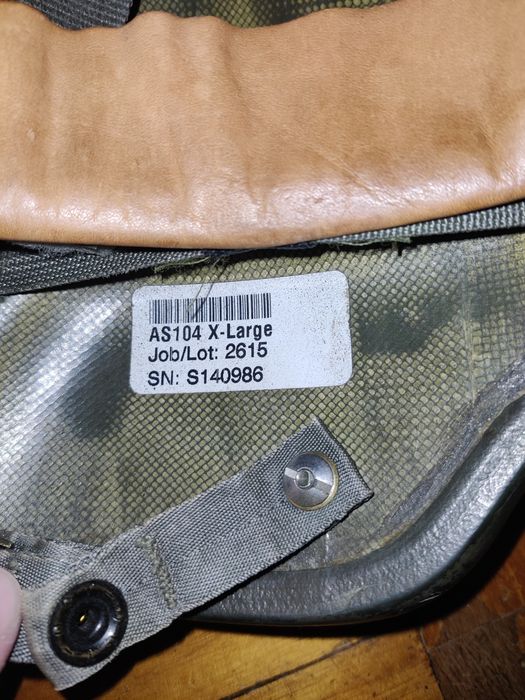 AS104 X-Large
Job/Lot: 2615
SN: S140986